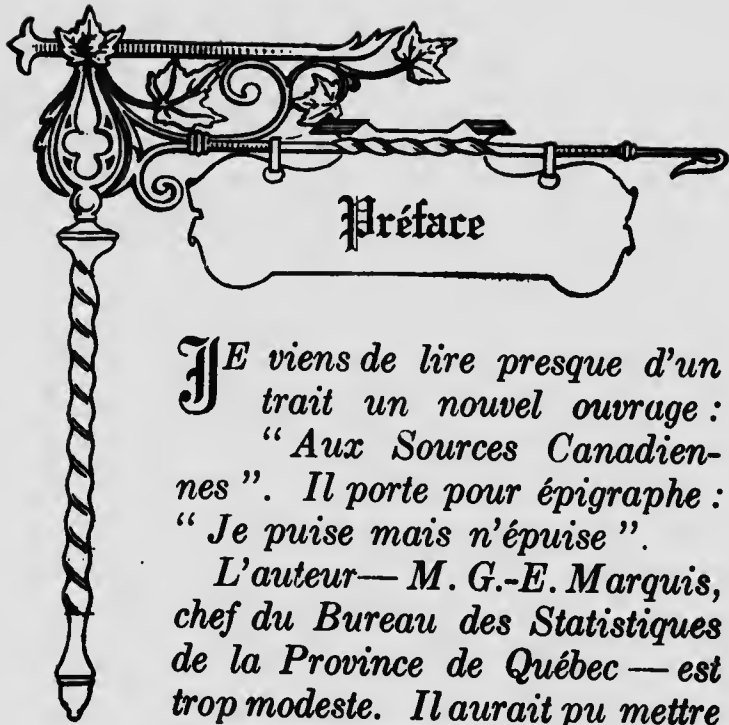 Préface
JE viens de lire presque d'un
trait un nouvel ouvrage :
“ Aux Sources Canadien-
nes ”. Il porte pour épigraphe :
“ Je puise mais n'épuise ”.
L'auteur— M. G.-E. Marquis,
chef du Bureau des Statistiques
de la Province de Québec — est
trop modeste. Il aurait pu mettre